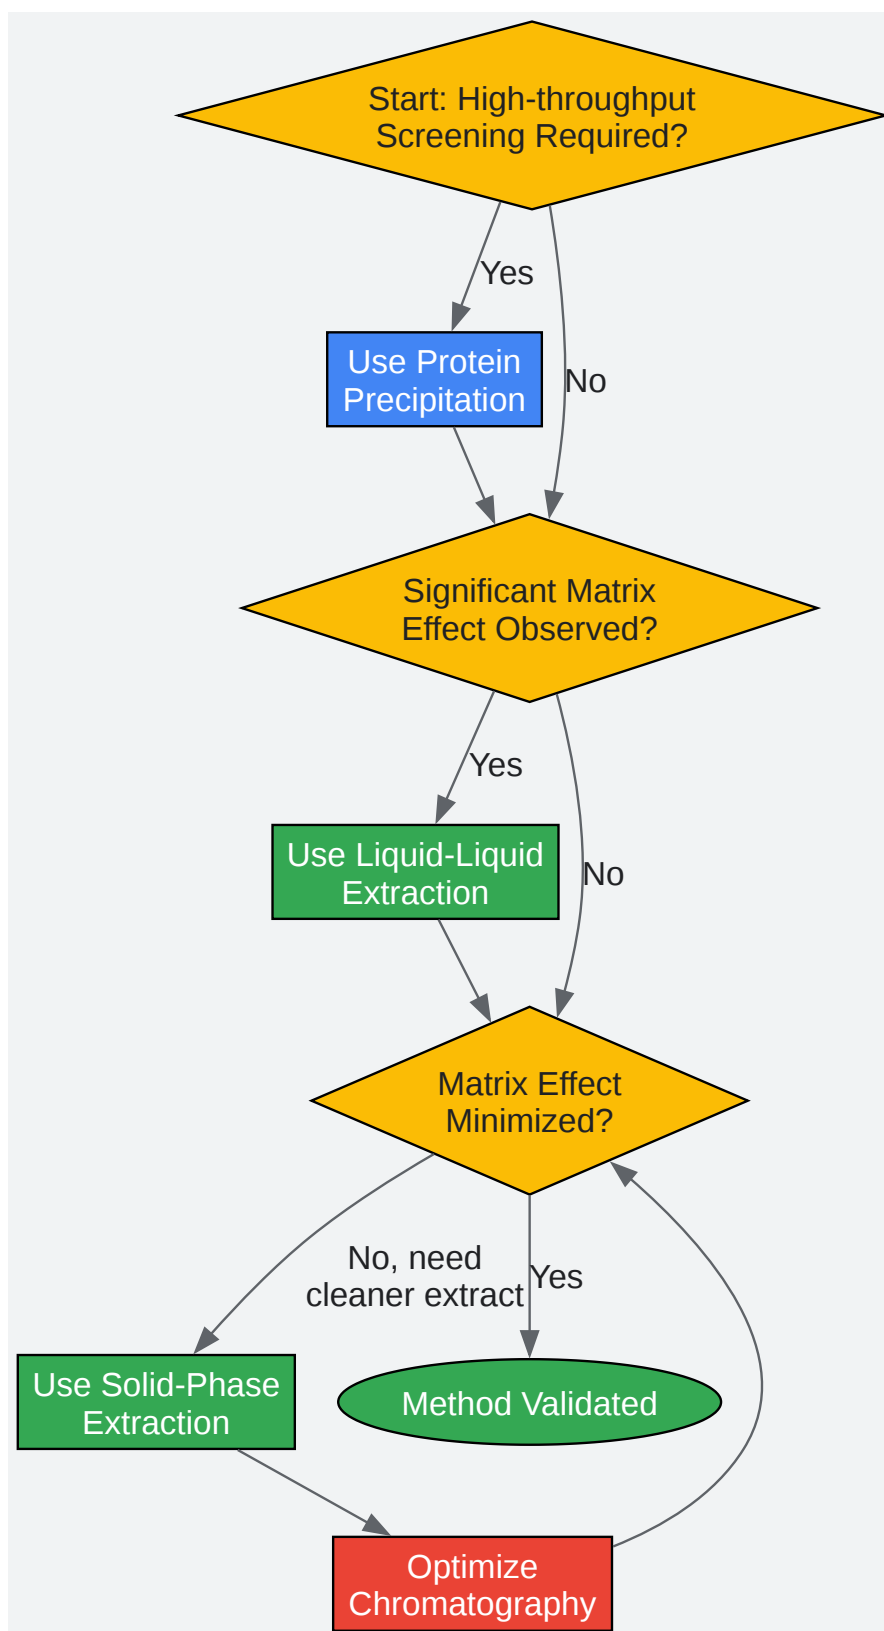 Start: High-throughput
Screening Required?
Yes
Use Protein
Precipitation
No
Significant Matrix
Effect Observed?
Yes
Use Liquid-Liquid
Extraction
No
Matrix Effect
Minimized?
No, need
cleaner extract
Yes
Use Solid-Phase
Extraction
Method Validated
Optimize
Chromatography